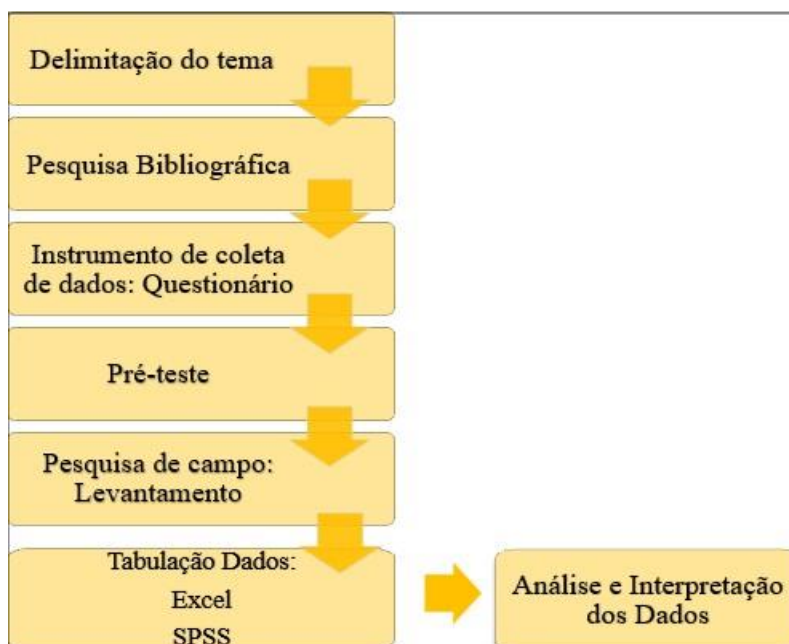 Delimitação do tema
Pesquisa Bibliográfica
Instrumento de coleta
de dados: Questionário
Pré-teste
Pesquisa de campo:
Levantamento
Tabulação Dados:
Excel
SPSS
Análise e Interpretação
dos Dados